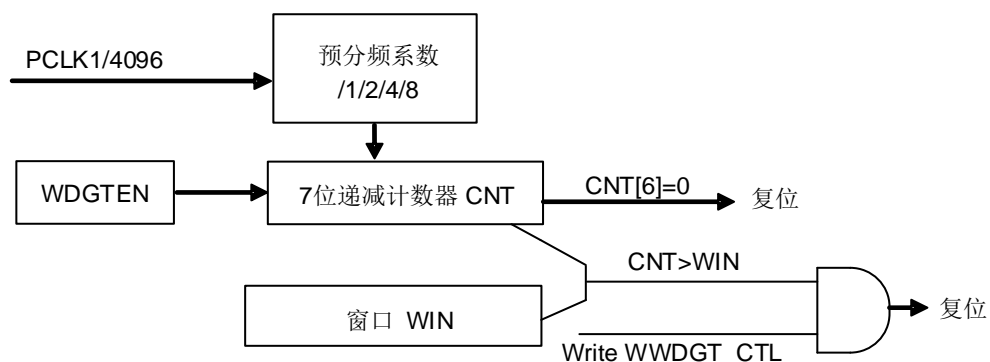 PCLK1/4096
预分频系数
/1/2/4/8
WDGTEN
7位递减计数器 CNT
CNT[6]=0
复位
CNT>WIN
窗口 WIN
复位
Write WWDGT_CTL